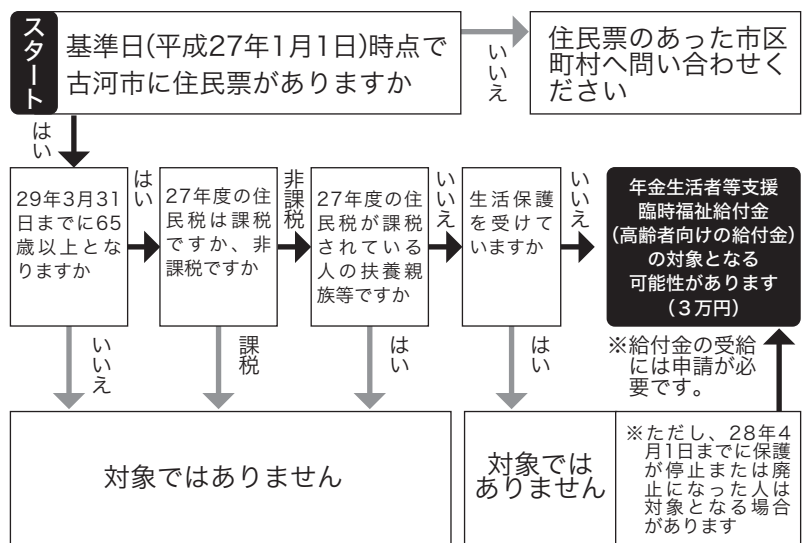 スタート
基準日(平成27年1月1日)時点で
古河市に住民票がありますか
いいえ
住民票のあった市区
町村へ問い合わせく
ださい
はい
29年3月31
日までに65
歳以上とな
りますか
はい
27年度の住
民税は課税
ですか、非
課税ですか
非課税
27年度の住
民税が課税
されている
人の扶養親
族等ですか
いいえ
生活保護
を受けて
いますか
いいえ
年金生活者等支援
臨時福祉給付金
(高齢者向けの給付金)
の対象となる
可能性があります
(3万円)
いいえ
課税
はい
はい
※給付金の受給
には申請が必
要です。
対象ではありません
対象では
ありません
※ただし、28年4
月1日までに保護
が停止または廃
止になった人は
対象となる場合
があります